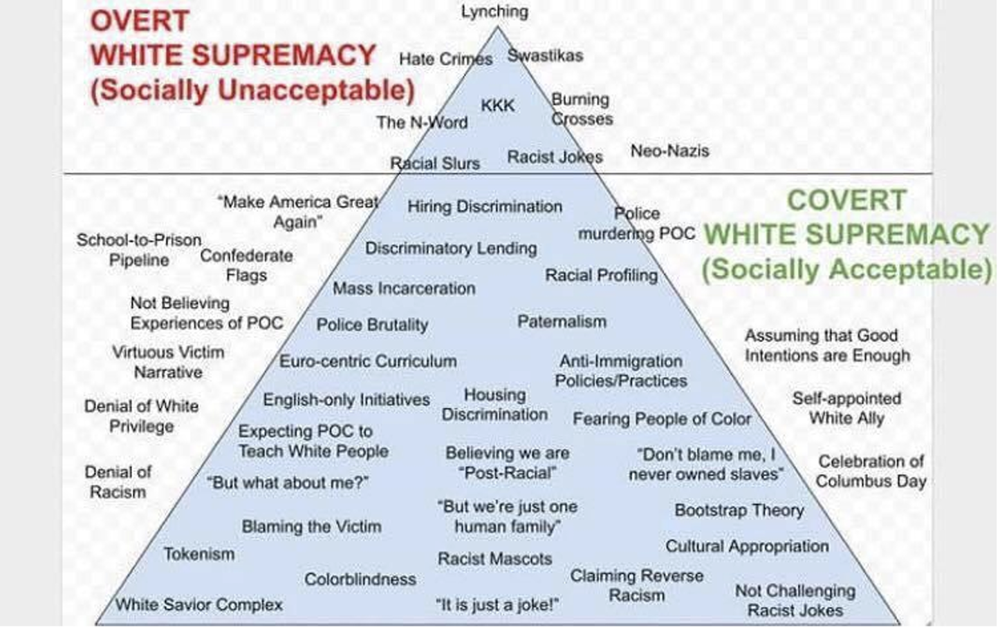 Lynching
OVERT
WHITE SUPREMACY
(Socially Unacceptable)
Hate Crimes
Swastikas
KKK
Burning
Crosses
The N-Word
Neo-Nazis
Racial Slurs
Racist Jokes
COVERT
WHITE SUPREMACY
(Socially Acceptable)
"Make America Great
Again"
Hiring Discrimination
Police
murdering POC
School-to-Prison
Pipeline
Confederate
Flags
Discriminatory Lending
Racial Profiling
Mass Incarceration
Not Believing
Experiences of POC
Police Brutality
Paternalism
Assuming that Good
Intentions are Enough
Virtuous Victim
Narrative
Euro-centric Curriculum
Anti-Immigration
Policies/Practices
Denial of White
Privilege
English-only Initiatives
Housing
Discrimination
Fearing People of Color
Self-appointed
White Ally
Expecting POC to
Teach White People
Believing we are
"Post-Racial"
"Don't blame me, I
never owned slaves"
Celebration of
Columbus Day
Denial of
Racism
"But what about me?"
"But we're just one
human family"
Bootstrap Theory
Blaming the Victim
Cultural Appropriation
Tokenism
Racist Mascots
Colorblindness
Claiming Reverse
Racism
Not Challenging
Racist Jokes
White Savior Complex
"It is just a joke!"